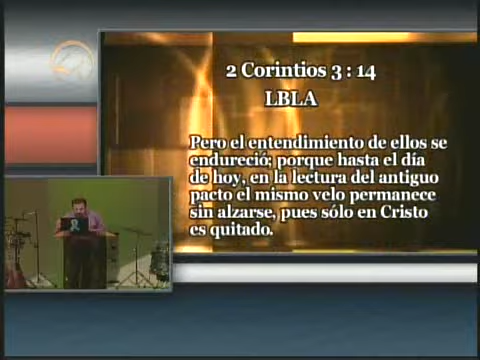 2 Corintios 3 : 14
LBLA
Pero el entendimiento de ellos se
endureció; porque hasta el día
de hoy, en la lectura del antiguo
pacto el mismo velo permanece
sin alzarse, pues sólo en Cristo
es quitado.